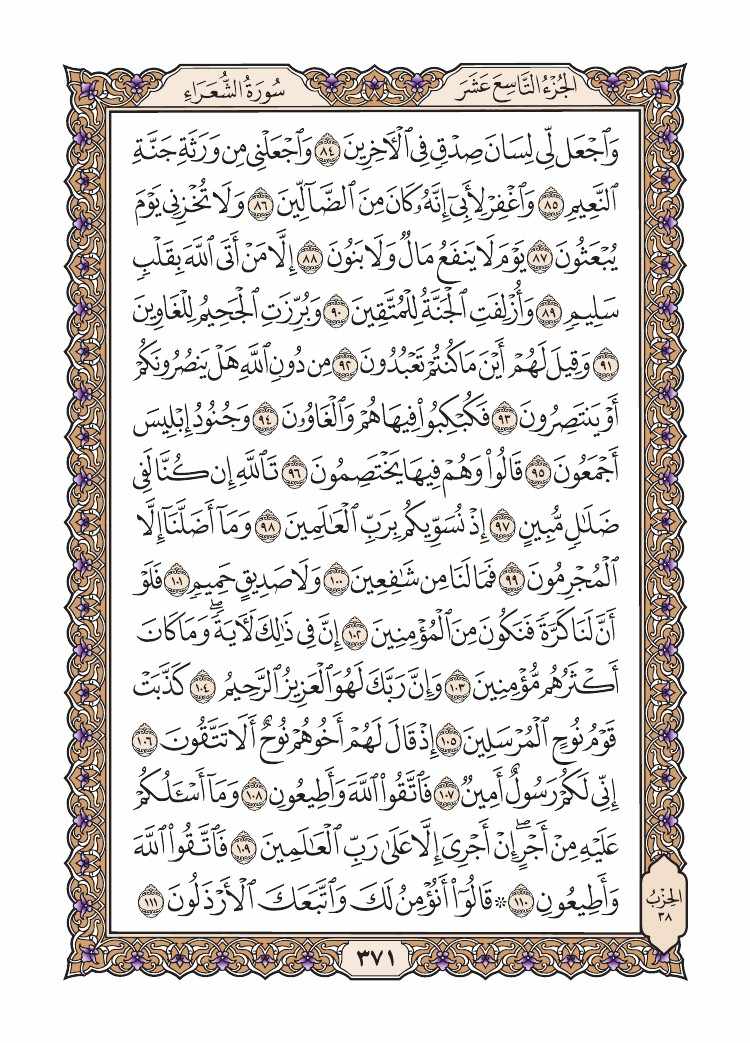 الجُزْءُ التَّاسِعَ عَشَرَ
سُورَةُ الشُّعَرَاءِ
وَٱجْعَل لِّى لِسَانَ صِدْقٍ فِى ٱلْـَٔاخِرِينَ ٨٤ وَٱجْعَلْنِى مِن وَرَثَةِ جَنَّةِ
ٱلنَّعِيمِ ٨٥ وَٱغْفِرْ لِأَبِىٓ إِنَّهُۥ كَانَ مِنَ ٱلضَّآلِّينَ ٨٦ وَلَا تُخْزِنِى يَوْمَ
يُبْعَثُونَ ٨٧ يَوْمَ لَا يَنفَعُ مَالٌ وَلَا بَنُونَ ٨٨ إِلَّا مَنْ أَتَى ٱللَّهَ بِقَلْبٍ
سَلِيمٍ ٨٩ وَأُزْلِفَتِ ٱلْجَنَّةُ لِلْمُتَّقِينَ ٩٠ وَبُرِّزَتِ ٱلْجَحِيمُ لِلْغَاوِينَ
٩١ وَقِيلَ لَهُمْ أَيْنَ مَا كُنتُمْ تَعْبُدُونَ ٩٢ مِن دُونِ ٱللَّهِ هَلْ يَنصُرُونَكُمْ
أَوْ يَنتَصِرُونَ ٩٣ فَكُبْكِبُوا۟ فِيهَا هُمْ وَٱلْغَاوُۥنَ ٩٤ وَجُنُودُ إِبْلِيسَ
أَجْمَعُونَ ٩٥ قَالُوا۟ وَهُمْ فِيهَا يَخْتَصِمُونَ ٩٦ تَٱللَّهِ إِن كُنَّا لَفِى
ضَلَـٰلٍ مُّبِينٍ ٩٧ إِذْ نُسَوِّيكُم بِرَبِّ ٱلْعَـٰلَمِينَ ٩٨ وَمَآ أَضَلَّنَآ إِلَّا
ٱلْمُجْرِمُونَ ٩٩ فَمَا لَنَا مِن شَـٰفِعِينَ ١٠٠ وَلَا صَدِيقٍ حَمِيمٍ ١٠١ فَلَوْ
أَنَّ لَنَا كَرَّةً فَنَكُونَ مِنَ ٱلْمُؤْمِنِينَ ١٠٢ إِنَّ فِى ذَٰلِكَ لَـَٔايَةً ۖ وَمَا كَانَ
أَكْثَرُهُم مُّؤْمِنِينَ ١٠٣ وَإِنَّ رَبَّكَ لَهُوَ ٱلْعَزِيزُ ٱلرَّحِيمُ ١٠٤ كَذَّبَتْ
قَوْمُ نُوحٍ ٱلْمُرْسَلِينَ ١٠٥ إِذْ قَالَ لَهُمْ أَخُوهُمْ نُوحٌ أَلَا تَتَّقُونَ ١٠٦
إِنِّى لَكُمْ رَسُولٌ أَمِينٌ ١٠٧ فَٱتَّقُوا۟ ٱللَّهَ وَأَطِيعُونِ ١٠٨ وَمَآ أَسْـَٔلُكُمْ
عَلَيْهِ مِنْ أَجْرٍ ۖ إِنْ أَجْرِىَ إِلَّا عَلَىٰ رَبِّ ٱلْعَـٰلَمِينَ ١٠٩ فَٱتَّقُوا۟ ٱللَّهَ
وَأَطِيعُونِ ١١٠ ۞ قَالُوٓا۟ أَنُؤْمِنُ لَكَ وَٱتَّبَعَكَ ٱلْأَرْذَلُونَ ١١١
الحِزْبُ
٣٨
٣٧١